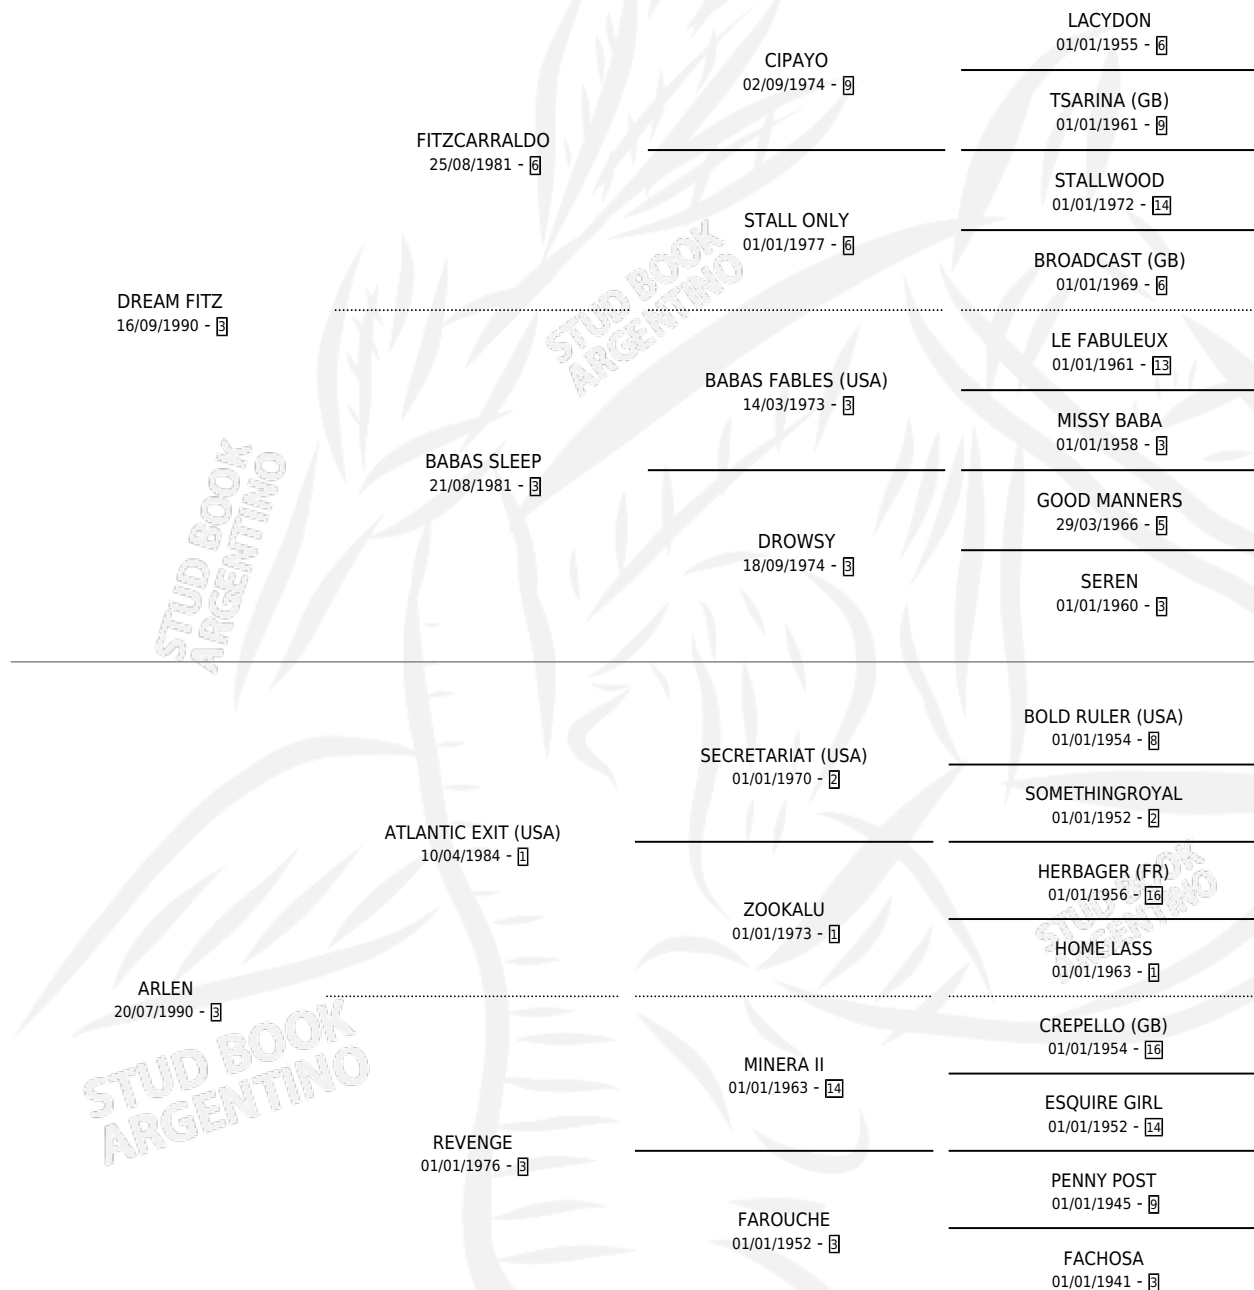 LACYDON
01/01/1955 - 6
CIPAYO
02/09/1974 - 9
TSARINA (GB)
01/01/1961 - 9
FITZCARRALDO
25/08/1981 - 6
STALLWOOD
01/01/1972 - 14
STALL ONLY
01/01/1977 - 6
BROADCAST (GB)
01/01/1969 - 6
DREAM FITZ
16/09/1990 - 3
LE FABULEUX
01/01/1961 - 13
BABAS FABLES (USA)
14/03/1973 - 3
MISSY BABA
01/01/1958 - 3
BABAS SLEEP
21/08/1981 - 3
GOOD MANNERS
29/03/1966 - 5
DROWSY
18/09/1974 - 3
SEREN
01/01/1960 - 3
BOLD RULER (USA)
01/01/1954 - 8
SECRETARIAT (USA)
01/01/1970 - 2
SOMETHINGROYAL
01/01/1952 - 2
ATLANTIC EXIT (USA)
10/04/1984 - 1
HERBAGER (FR)
01/01/1956 - 16
ZOOKALU
01/01/1973 - 1
HOME LASS
01/01/1963 - 1
ARLEN
20/07/1990 - 3
CREPELLO (GB)
01/01/1954 - 16
MINERA II
01/01/1963 - 14
ESQUIRE GIRL
01/01/1952 - 14
REVENGE
01/01/1976 - 3
PENNY POST
01/01/1945 - 9
FAROUCHE
01/01/1952 - 3
FACHOSA
01/01/1941 - 3
STUD BOOK
ARGENTINO
STUD BOOK
ARGENTINO
STUD BOOK
ARGENTINO
STUD BOOK
ARGENTINO